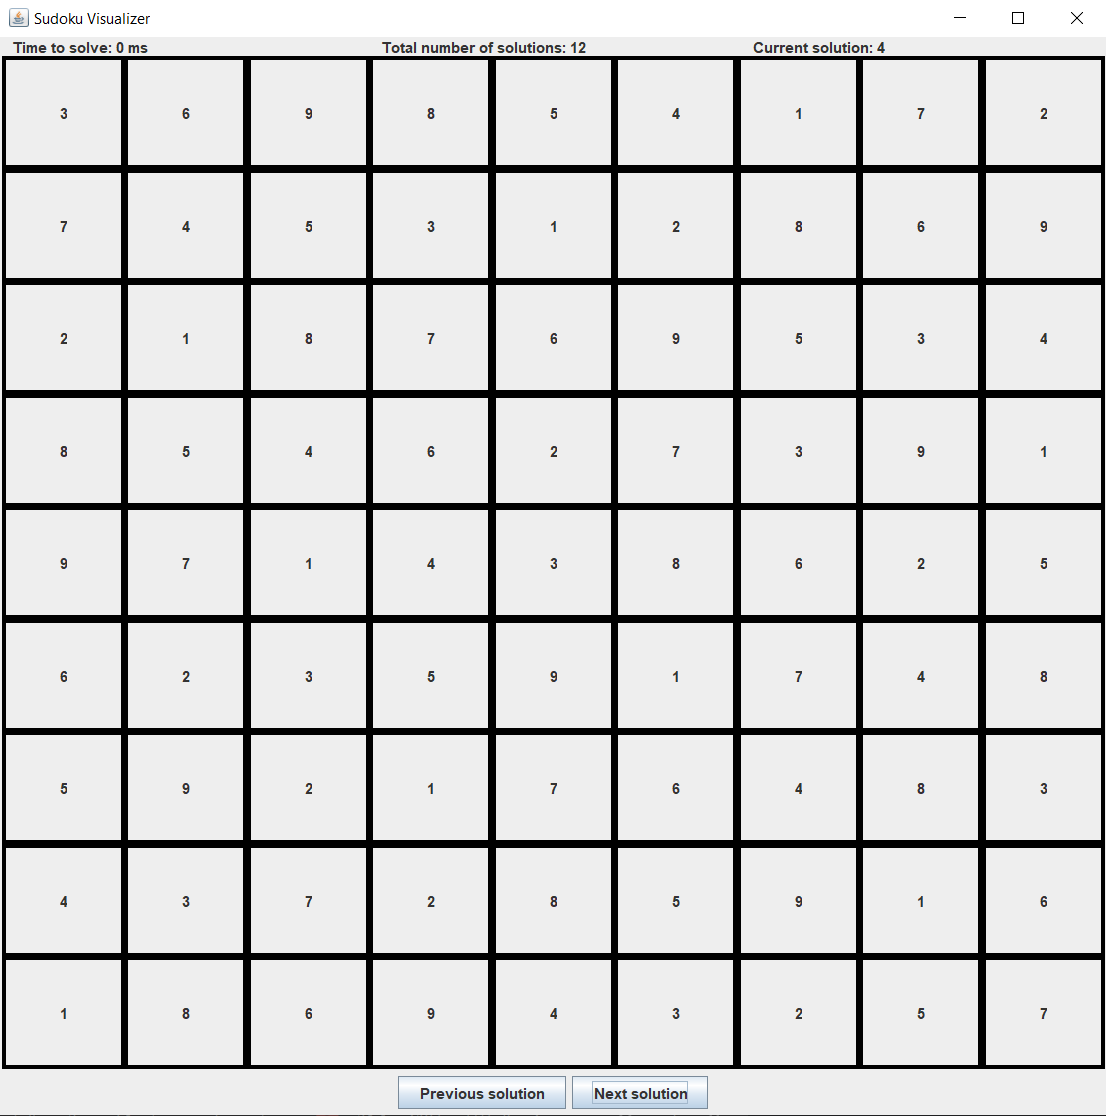 Sudoku Visualizer
Time to solve: 0 ms Total number of solutions: 12 Current solution: 4
3 6 9 8 5 4 1 7 2
7 4 5 3 1 2 8 6 9
2 1 8 7 6 9 5 3 4
8 5 4 6 2 7 3 9 1
9 7 1 4 3 8 6 2 5
6 2 3 5 9 1 7 4 8
5 9 2 1 7 6 4 8 3
4 3 7 2 8 5 9 1 6
1 8 6 9 4 3 2 5 7
Previous solution Next solution